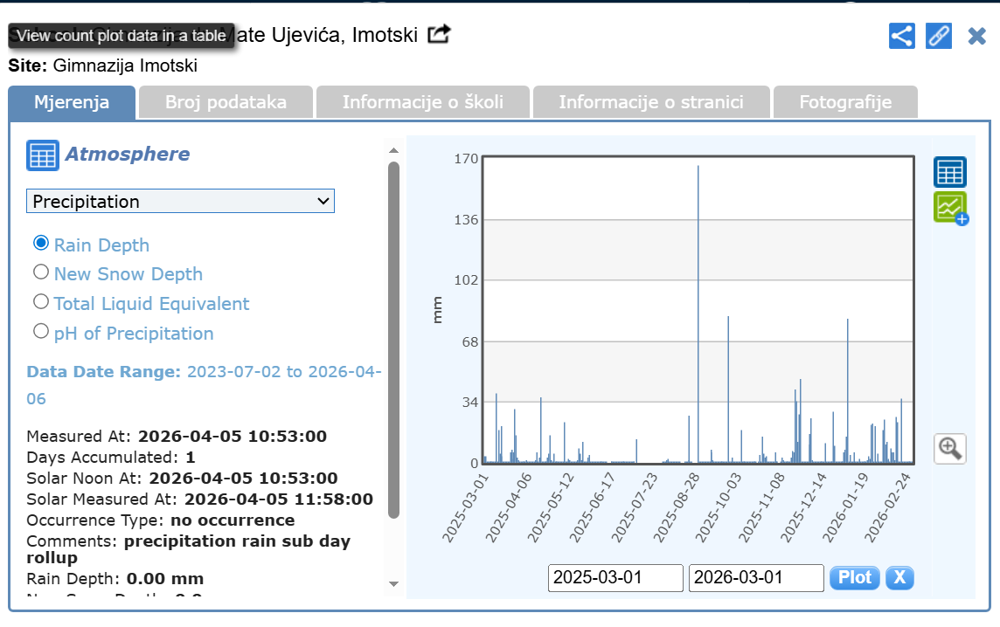 View count plot data in a table
Mate Ujevića, Imotski
Site: Gimnazija Imotski
Mjerenja
Broj podataka
Informacije o školi
Informacije o stranici
Fotografije
Atmosphere
Precipitation
Rain Depth
New Snow Depth
Total Liquid Equivalent
pH of Precipitation
Data Date Range: 2023-07-02 to 2026-04-
06
Measured At: 2026-04-05 10:53:00
Days Accumulated: 1
Solar Noon At: 2026-04-05 10:53:00
Solar Measured At: 2026-04-05 11:58:00
Occurrence Type: no occurrence
Comments: precipitation rain sub day
rollup
Rain Depth: 0.00 mm
170
136
102
68
34
0
mm
2025-03-01
2025-04-06
2025-05-12
2025-06-17
2025-07-23
2025-08-28
2025-10-03
2025-11-08
2025-12-14
2026-01-19
2026-02-24
2025-03-01
2026-03-01
Plot
X